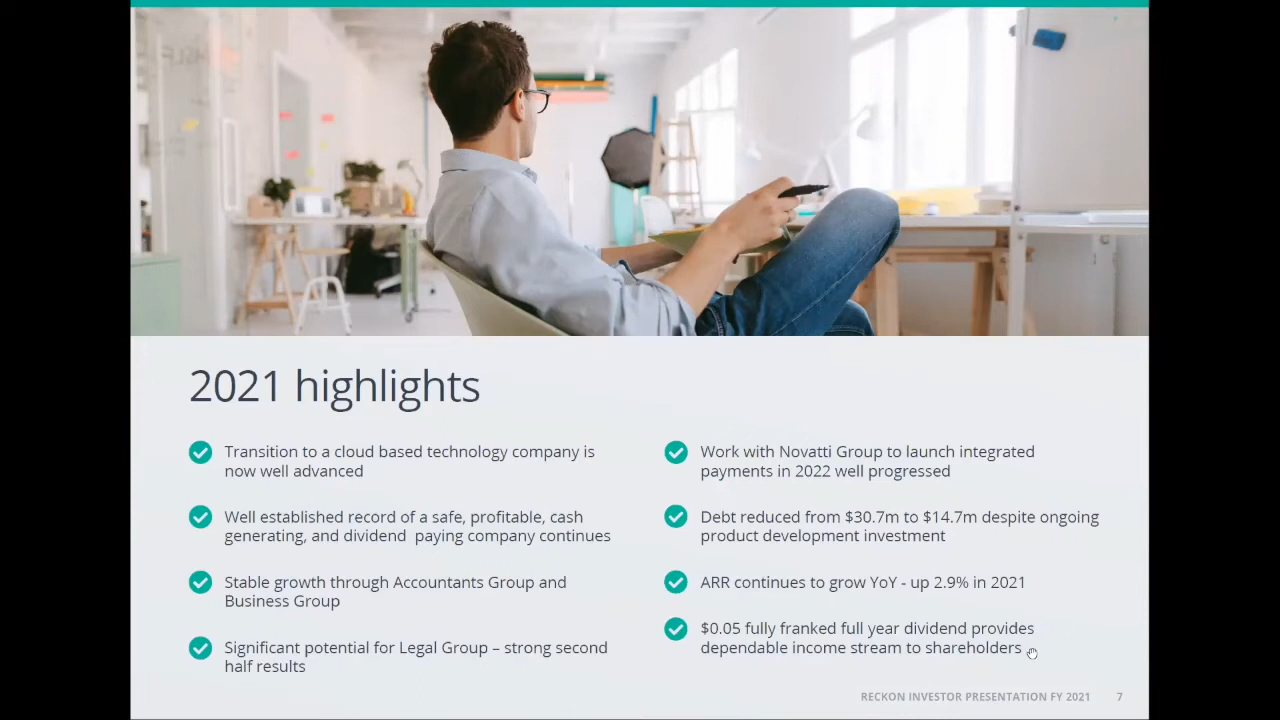 2021 highlights
Transition to a cloud based technology company is
now well advanced
Well established record of a safe, profitable, cash
generating, and dividend  paying company continues
Stable growth through Accountants Group and
Business Group
Significant potential for Legal Group – strong second
half results
Work with Novatti Group to launch integrated
payments in 2022 well progressed
Debt reduced from $30.7m to $14.7m despite ongoing
product development investment
ARR continues to grow YoY - up 2.9% in 2021
$0.05 fully franked full year dividend provides
dependable income stream to shareholders
RECKON INVESTOR PRESENTATION FY 2021 7